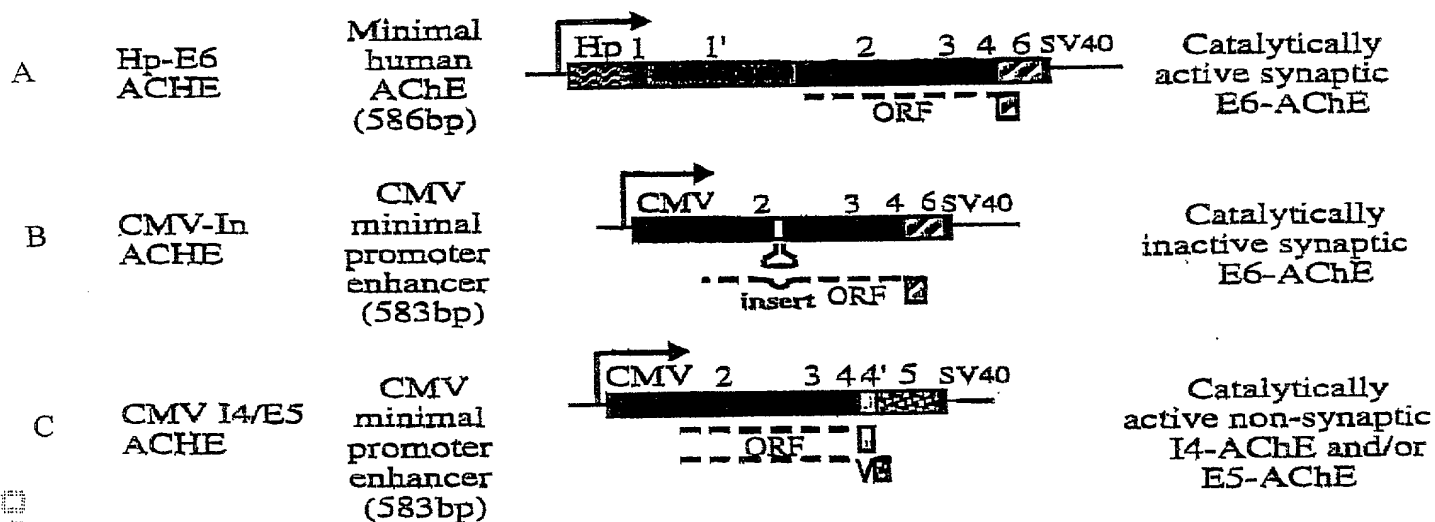 A
Hp-E6
ACHE
Minimal
human
AChE
(586bp)
Hp 1 1' 2 3 4 6 SV40
ORF
Catalytically
active synaptic
E6-AChE
B
CMV-In
ACHE
CMV
minimal
promoter
enhancer
(583bp)
CMV 2 3 4 6 SV40
insert ORF
Catalytically
inactive synaptic
E6-AChE
C
CMV I4/E5
ACHE
CMV
minimal
promoter
enhancer
(583bp)
CMV 2 3 4 4' 5 SV40
ORF
Catalytically
active non-synaptic
I4-AChE and/or
E5-AChE